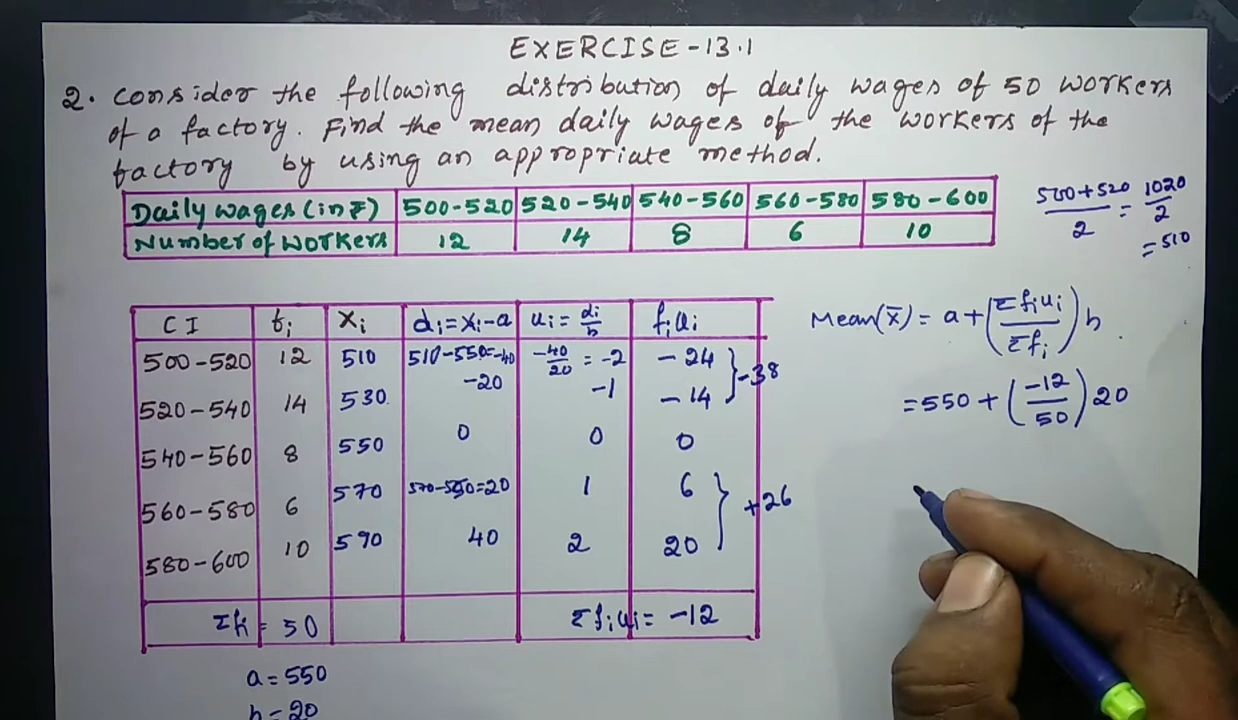 EXERCISE-13.1
2. Consider the following distribution of daily wages of 50 workers
of a factory. Find the mean daily wages of the workers of the
factory by using an appropriate method.
Daily wages (in ₹) 500-520 520-540 540-560 560-580 580-600
Number of workers 12 14 8 6 10
(500+520)/2 = 1020/2
= 510
CI fi xi di=xi-a ui=di/h fiui
500-520 12 510 510-550=-40 -40/20 = -2 -24
520-540 14 530 -20 -1 -14
-38
540-560 8 550 0 0 0
560-580 6 570 570-550=20 1 6
580-600 10 590 40 2 20
+26
Σfi = 50 Σfiui = -12
a=550
h=20
Mean(x̄) = a+(Σfiui/Σfi)h
=550+(-12/50)20